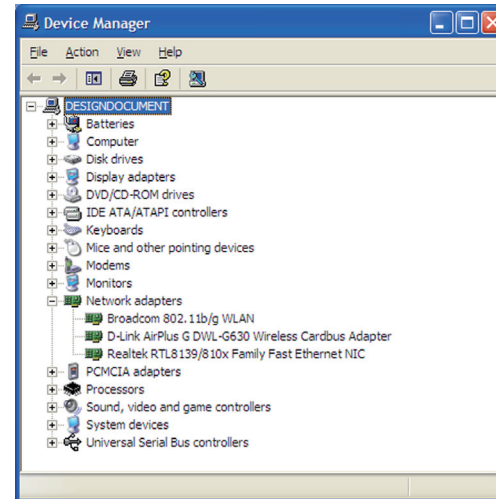 Device Manager
File Action View Help
DESIGNDOCUMENT
Batteries
Computer
Disk drives
Display adapters
DVD/CD-ROM drives
IDE ATA/ATAPI controllers
Keyboards
Mice and other pointing devices
Modems
Monitors
Network adapters
Broadcom 802.11b/g WLAN
D-Link AirPlus G DWL-G630 Wireless Cardbus Adapter
Realtek RTL8139/810x Family Fast Ethernet NIC
PCMCIA adapters
Processors
Sound, video and game controllers
System devices
Universal Serial Bus controllers